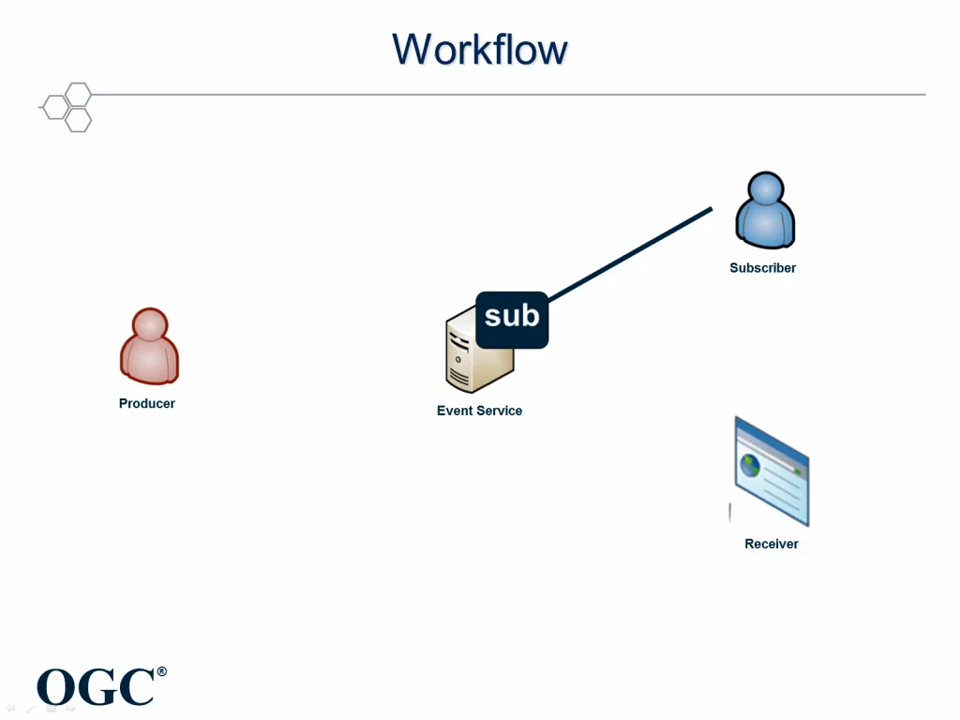 Workflow
Subscriber
sub
Producer
Event Service
Receiver
OGC®